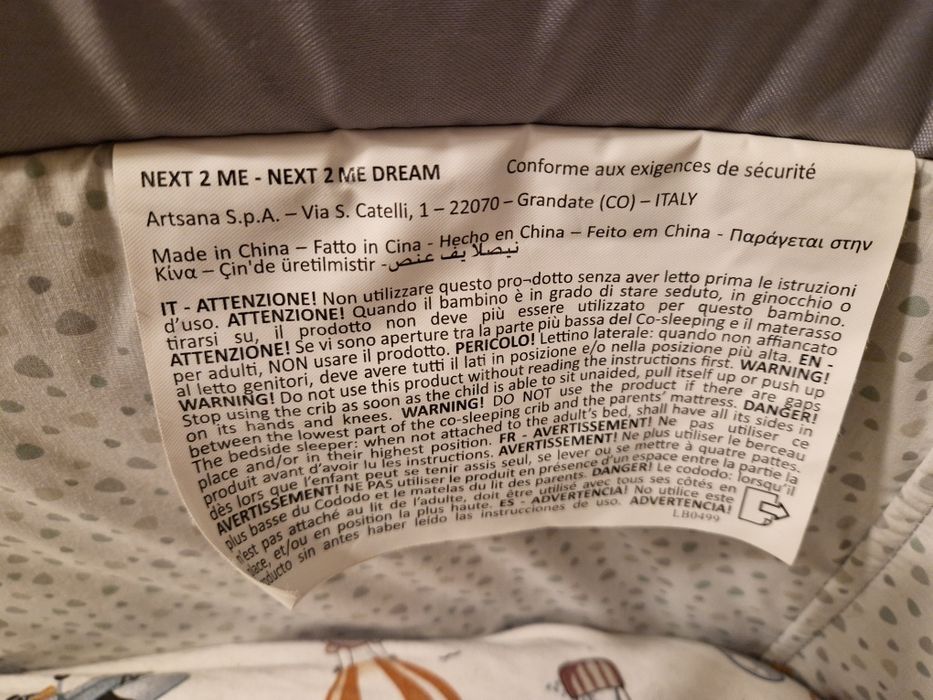 NEXT 2 ME - NEXT 2 ME DREAM Conforme aux exigences de sécurité
Artsana S.p.A. – Via S. Catelli, 1 – 22070 – Grandate (CO) – ITALY
Made in China – Fatto in Cina - Hecho en China – Feito em China - Παράγεται στην
Κίνα – Çin'de üretilmistir - نيصلا يف عنص
IT - ATTENZIONE! Non utilizzare questo pro¬dotto senza aver letto prima le istruzioni
d'uso. ATTENZIONE! Quando il bambino è in grado di stare seduto, in ginocchio o
tirarsi su, il prodotto non deve più essere utilizzato per questo bambino.
ATTENZIONE! Se vi sono aperture tra la parte più bassa del Co-sleeping e il materasso
per adulti, NON usare il prodotto. PERICOLO! Lettino laterale: quando non affiancato
al letto genitori, deve avere tutti il lati in posizione e/o nella posizione più alta. EN -
WARNING! Do not use this product without reading the instructions first. WARNING!
Stop using the crib as soon as the child is able to sit unaided, pull itself up or push up
on its hands and knees. WARNING! DO NOT use the product if there are gaps
between the lowest part of the co-sleeping crib and the parents' mattress. DANGER!
The bedside sleeper: when not attached to the adult's bed, shall have all its sides in
place and/or in their highest position. FR - AVERTISSEMENT! Ne pas utiliser ce
produit avant d'avoir lu les instructions. AVERTISSEMENT! Ne plus utiliser le berceau
dès lors que l'enfant peut se tenir assis seul, se lever ou se mettre à quatre pattes.
AVERTISSEMENT! NE PAS utiliser le produit en présence d'un espace entre la partie la
plus basse du Cododo et le matelas du lit des parents. DANGER! Le cododo: lorsqu'il
n'est pas attaché au lit de l'adulte, doit être utilisé avec tous ses côtés en
place, et/ou en position la plus haute. ES - ADVERTENCIA! No utilice este
producto sin antes haber leído las instrucciones de uso. ADVERTENCIA!
LB0499